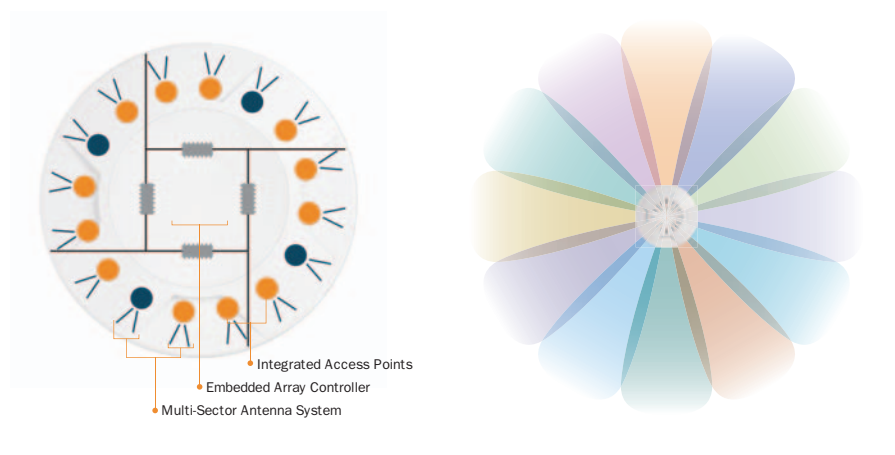 Integrated Access Points
Embedded Array Controller
Multi-Sector Antenna System